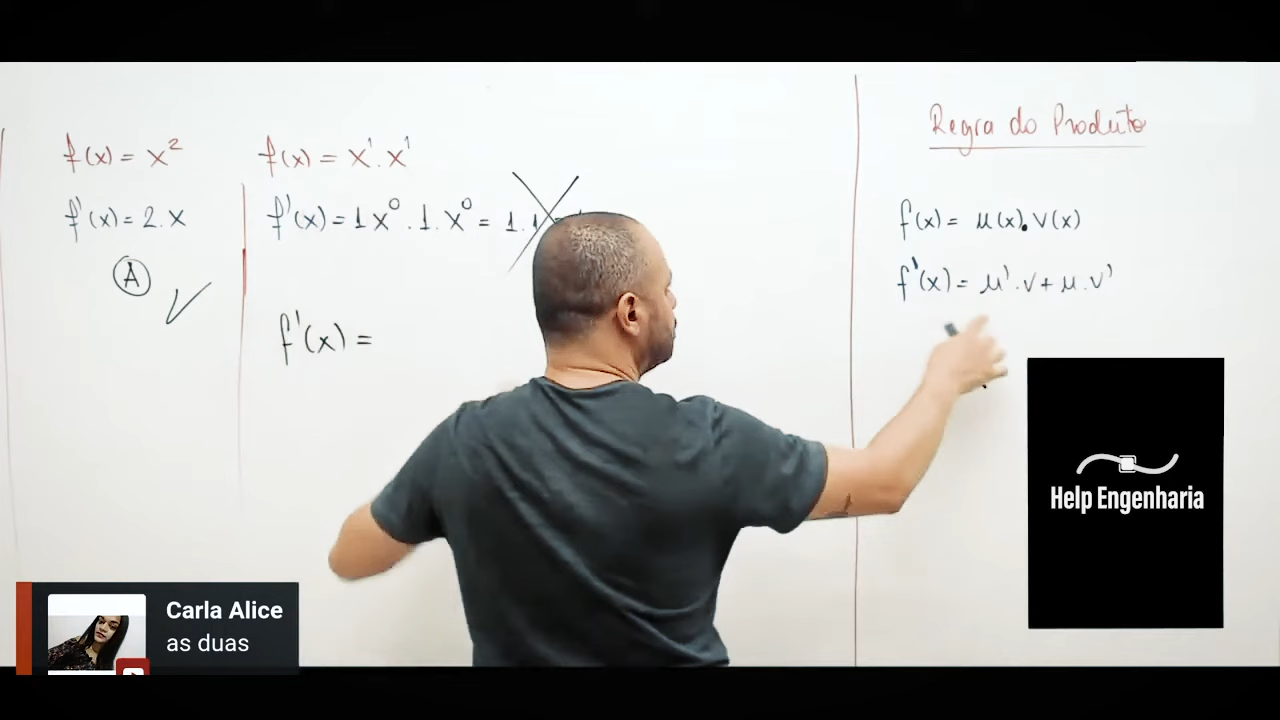 f(x) = x²
f'(x) = 2.x
A
f(x) = x¹.x¹
f'(x) = 1x⁰.1.x⁰ = 1.1 =
f'(x) =
Regra do Produto
f(x) = μ(x).v(x)
f'(x) = μ'.v + μ.v'
Help Engenharia
Carla Alice
as duas